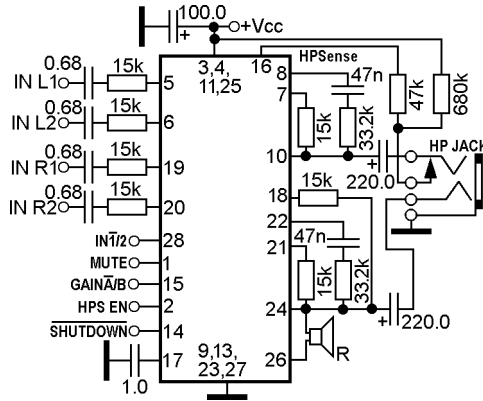 100.0
+
+Vcc
3,4,
11,25
16
HPSense
8
47n
7
0.68
15k
IN L1
5
0.68
15k
IN L2
6
0.68
15k
IN R1
19
0.68
15k
IN R2
20
15k
33.2k
47k
680k
10
+
220.0
HP JACK
18
15k
22
47n
21
15k
33.2k
IN1̅/2
28
MUTE
1
GAINA̅/B
15
HPS EN
2
S̅H̅U̅T̅D̅O̅W̅N̅
14
24
+
220.0
17
1.0
9,13,
23,27
26
R